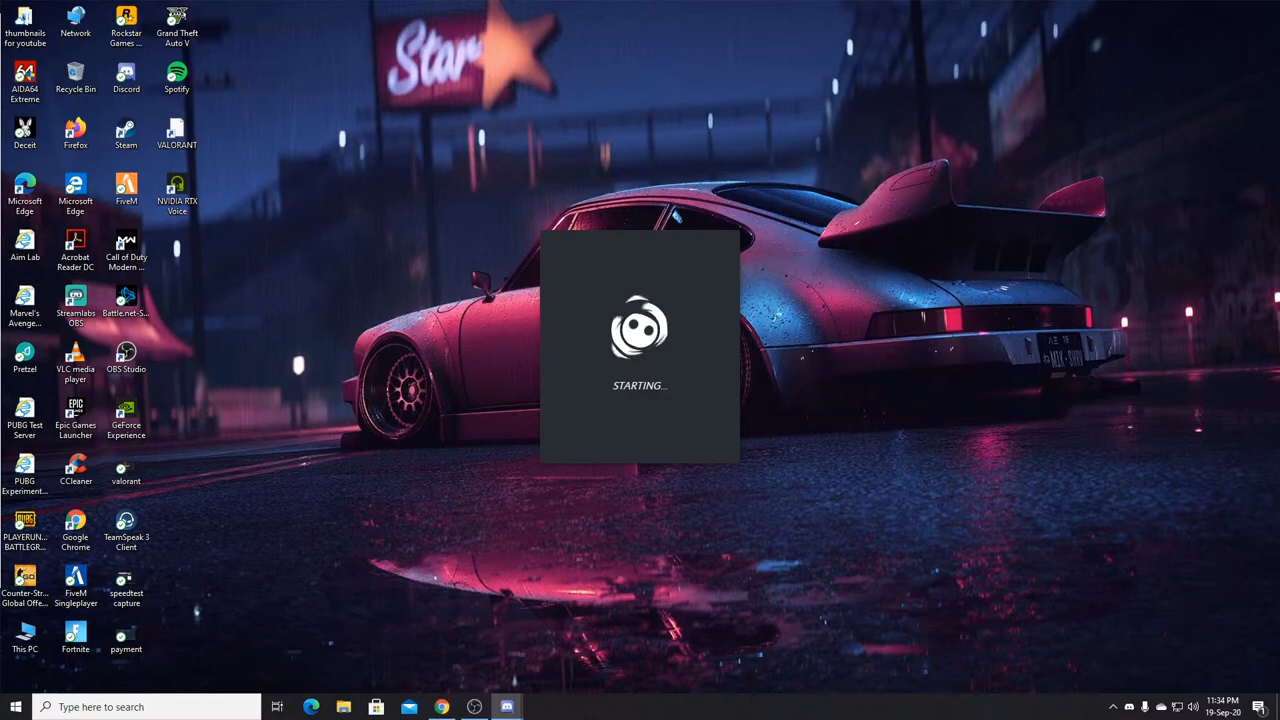 thumbnails
for youtube
Network
Rockstar
Games ...
Grand Theft
Auto V
AIDA64
Extreme
Recycle Bin
Discord
Spotify
Deceit
Firefox
Steam
VALORANT
Microsoft
Edge
Microsoft
Edge
FiveM
NVIDIA RTX
Voice
Aim Lab
Acrobat
Reader DC
Call of Duty
Modern ...
Marvel's
Avenge...
Streamlabs
OBS
Battle.net-S...
Pretzel
VLC media
player
OBS Studio
PUBG Test
Server
Epic Games
Launcher
GeForce
Experience
PUBG
Experiment...
CCleaner
valorant
PLAYERUN...
BATTLEGR...
Google
Chrome
TeamSpeak 3
Client
Counter-Str...
Global Offe...
FiveM
Singleplayer
speedtest
capture
This PC
Fortnite
payment
Star
STARTING...
Type here to search
11:34 PM
19-Sep-20